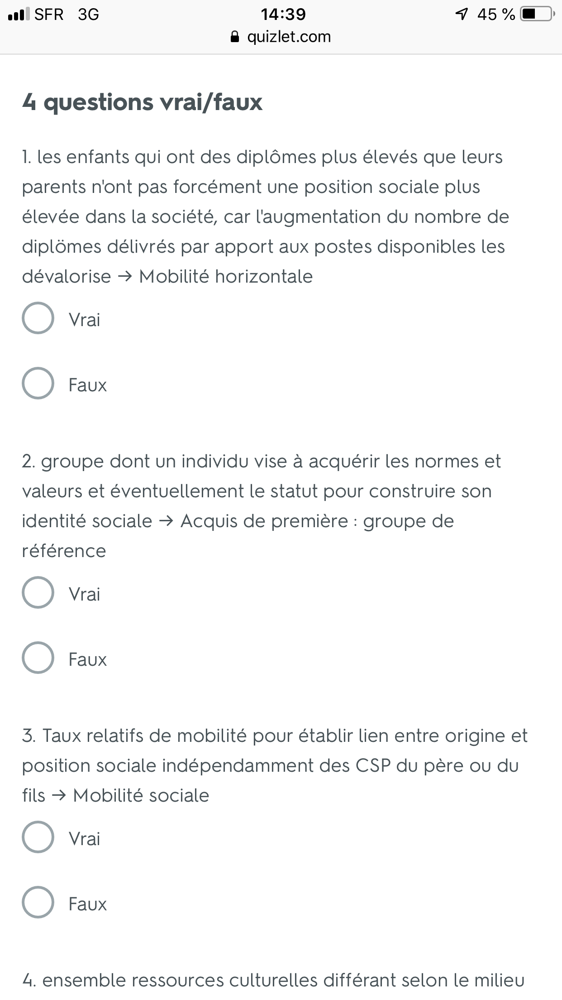 SFR 3G 14:39 45 %
quizlet.com
4 questions vrai/faux
1. les enfants qui ont des diplômes plus élevés que leurs
parents n'ont pas forcément une position sociale plus
élevée dans la société, car l'augmentation du nombre de
diplömes délivrés par apport aux postes disponibles les
dévalorise → Mobilité horizontale
Vrai
Faux
2. groupe dont un individu vise à acquérir les normes et
valeurs et éventuellement le statut pour construire son
identité sociale → Acquis de première : groupe de
référence
Vrai
Faux
3. Taux relatifs de mobilité pour établir lien entre origine et
position sociale indépendamment des CSP du père ou du
fils → Mobilité sociale
Vrai
Faux
4. ensemble ressources culturelles différant selon le milieu